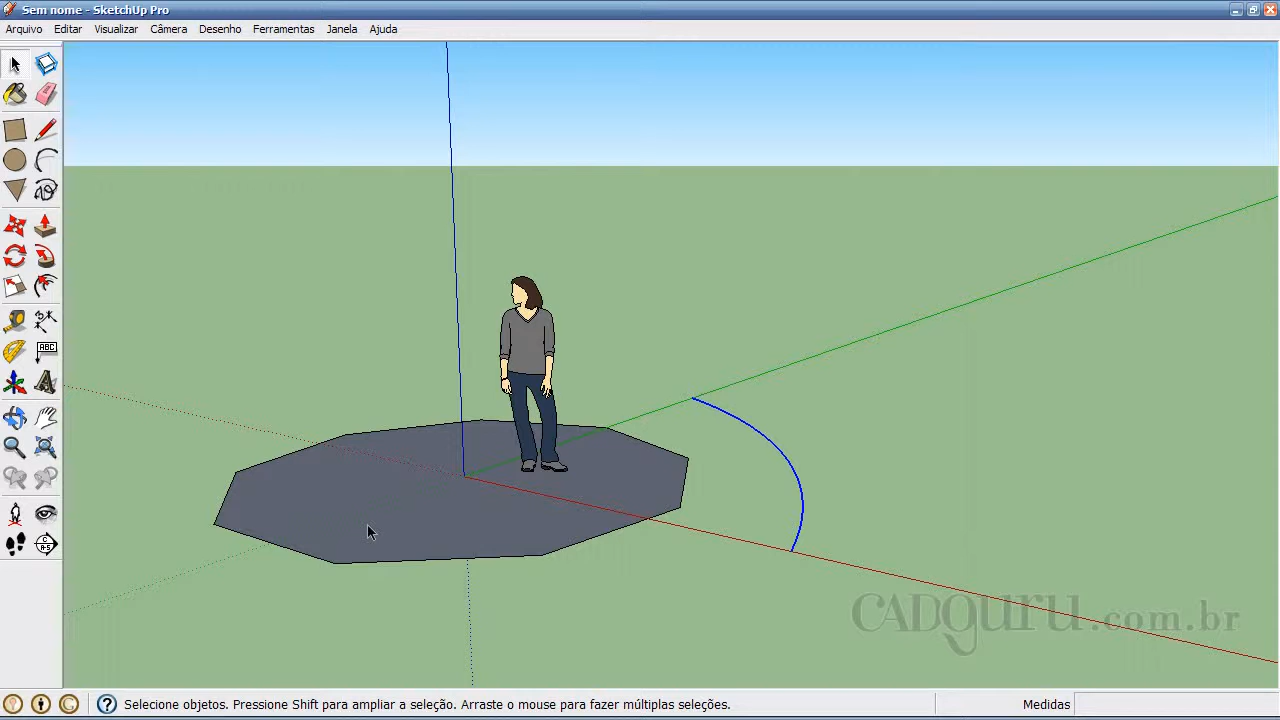 Sem nome - SketchUp Pro
Arquivo Editar Visualizar Câmera Desenho Ferramentas Janela Ajuda
ABC
CADguru.com.br
Selecione objetos. Pressione Shift para ampliar a seleção. Arraste o mouse para fazer múltiplas seleções. Medidas